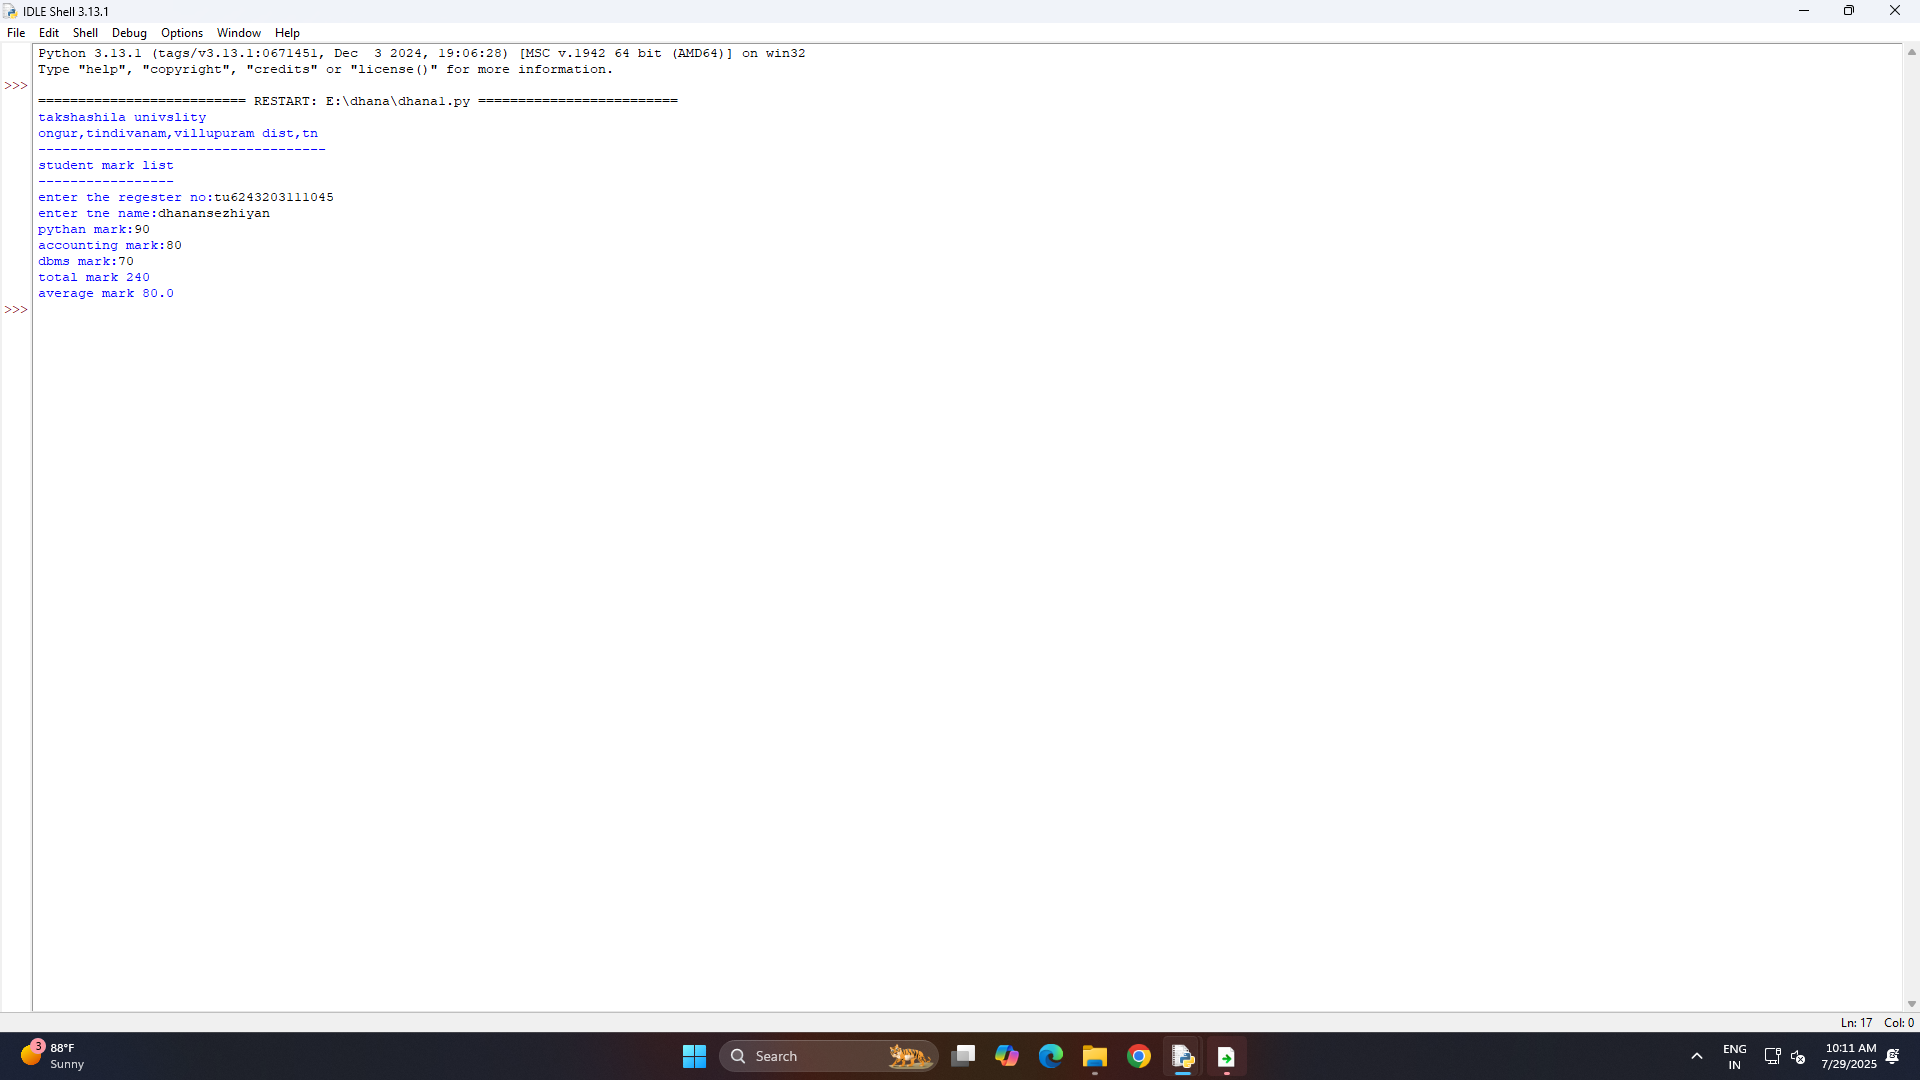 IDLE Shell 3.13.1
File Edit Shell Debug Options Window Help
Python 3.13.1 (tags/v3.13.1:0671451, Dec  3 2024, 19:06:28) [MSC v.1942 64 bit (AMD64)] on win32
Type "help", "copyright", "credits" or "license()" for more information.
>>>
========================== RESTART: E:\dhana\dhana1.py =========================
takshashila univslity
ongur,tindivanam,villupuram dist,tn
------------------------------------
student mark list
-----------------
enter the regester no:tu6243203111045
enter tne name:dhanansezhiyan
pythan mark:90
accounting mark:80
dbms mark:70
total mark 240
average mark 80.0
>>>
Ln: 17 Col: 0
3
88°F
Sunny
Search
ENG
IN
10:11 AM
7/29/2025